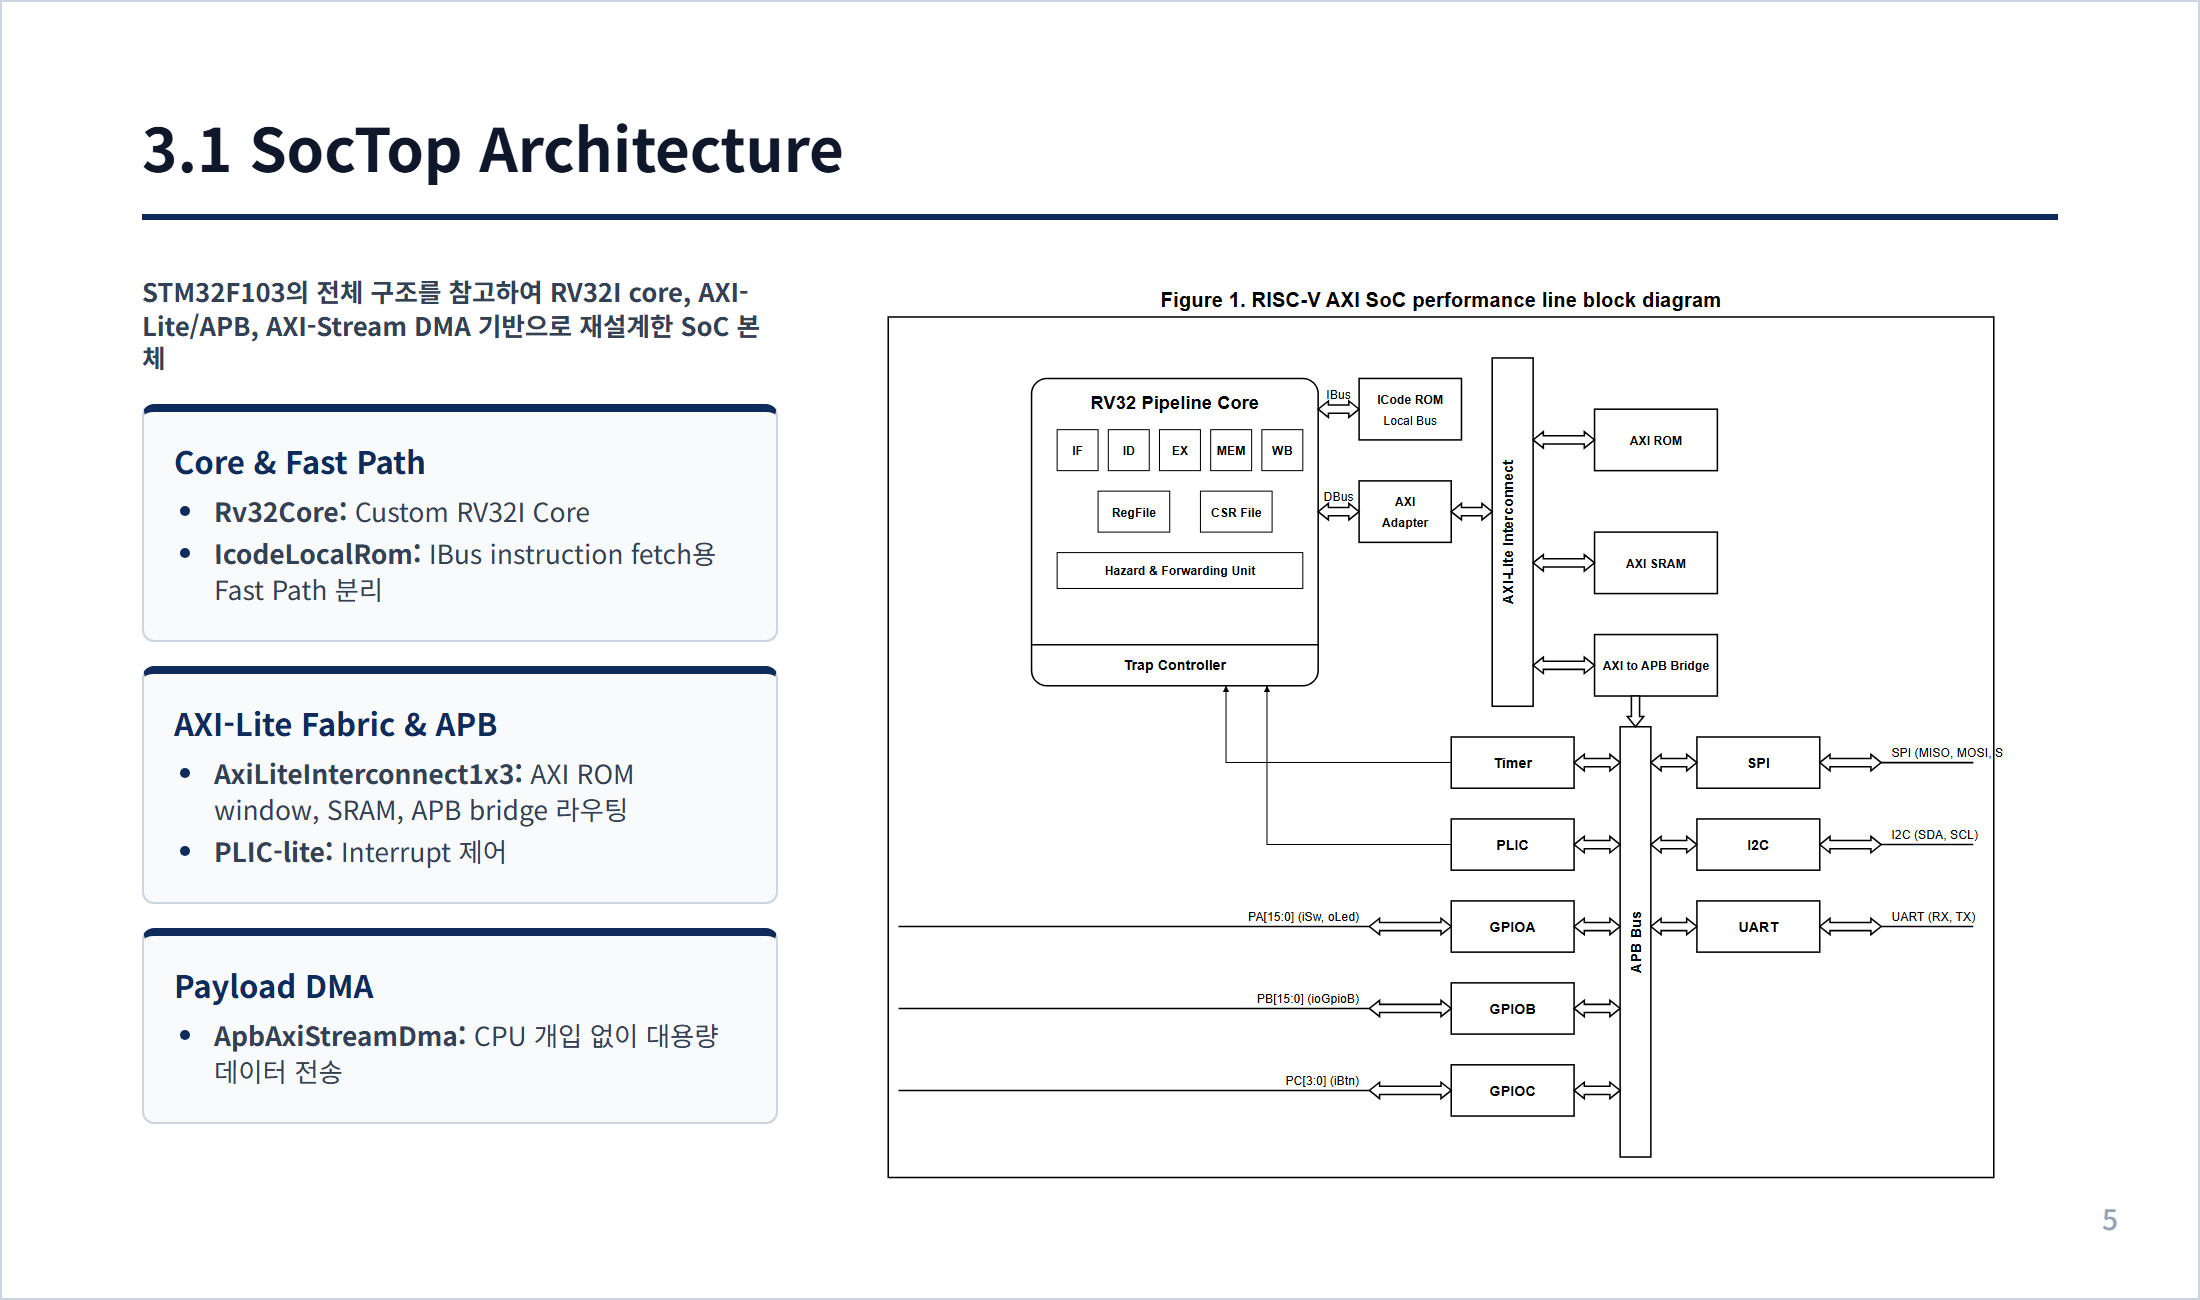 3.1 SocTop Architecture
STM32F103의 전체 구조를 참고하여 RV32I core, AXI-
Lite/APB, AXI-Stream DMA 기반으로 재설계한 SoC 본
체
Core & Fast Path
• Rv32Core: Custom RV32I Core
• IcodeLocalRom: IBus instruction fetch용
Fast Path 분리
AXI-Lite Fabric & APB
• AxiLiteInterconnect1x3: AXI ROM
window, SRAM, APB bridge 라우팅
• PLIC-lite: Interrupt 제어
Payload DMA
• ApbAxiStreamDma: CPU 개입 없이 대용량
데이터 전송
Figure 1. RISC-V AXI SoC performance line block diagram
RV32 Pipeline Core
IF ID EX MEM WB
RegFile CSR File
Hazard & Forwarding Unit
Trap Controller
IBus
ICode ROM
Local Bus
DBus
AXI
Adapter
AXI-Lite Interconnect
AXI ROM
AXI SRAM
AXI to APB Bridge
APB Bus
Timer
PLIC
PA[15:0] (iSw, oLed)
GPIOA
PB[15:0] (ioGpioB)
GPIOB
PC[3:0] (iBtn)
GPIOC
SPI
SPI (MISO, MOSI, S
I2C
I2C (SDA, SCL)
UART
UART (RX, TX)
5